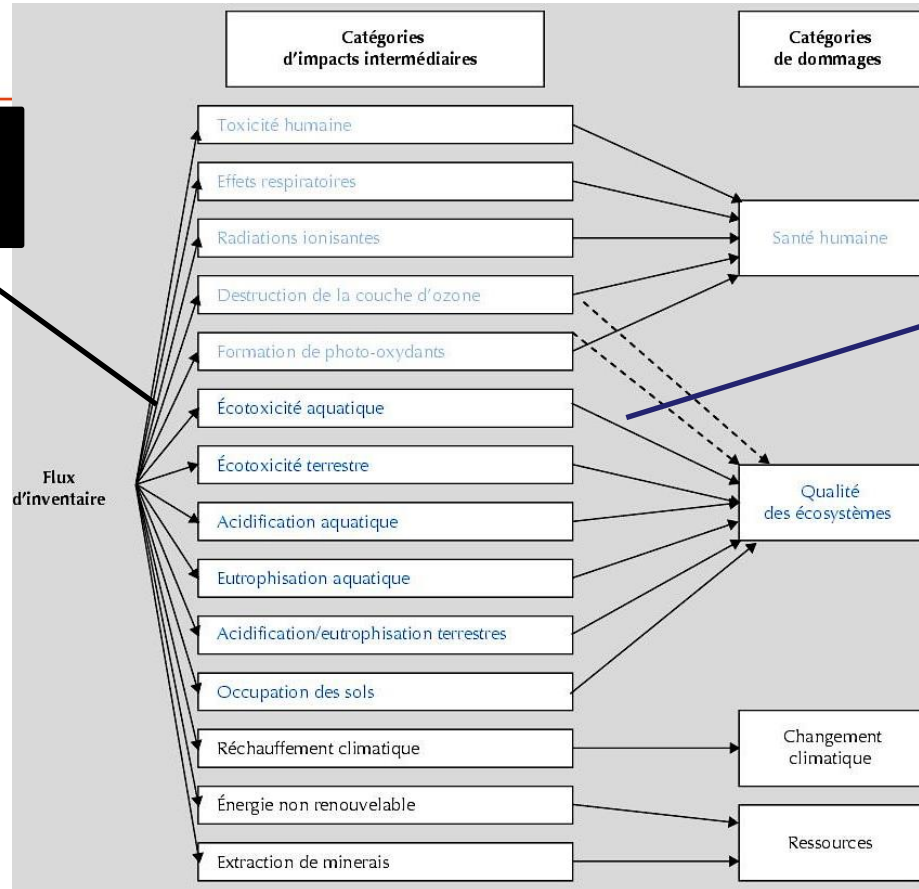 Catégories
d'impacts intermédiaires
Catégories
de dommages
Toxicité humaine
Effets respiratoires
Radiations ionisantes
Santé humaine
Destruction de la couche d'ozone
Formation de photo-oxydants
Écotoxicité aquatique
Écotoxicité terrestre
Flux
d'inventaire
Qualité
des écosystèmes
Acidification aquatique
Eutrophisation aquatique
Acidification/eutrophisation terrestres
Occupation des sols
Réchauffement climatique
Changement
climatique
Énergie non renouvelable
Ressources
Extraction de minerais